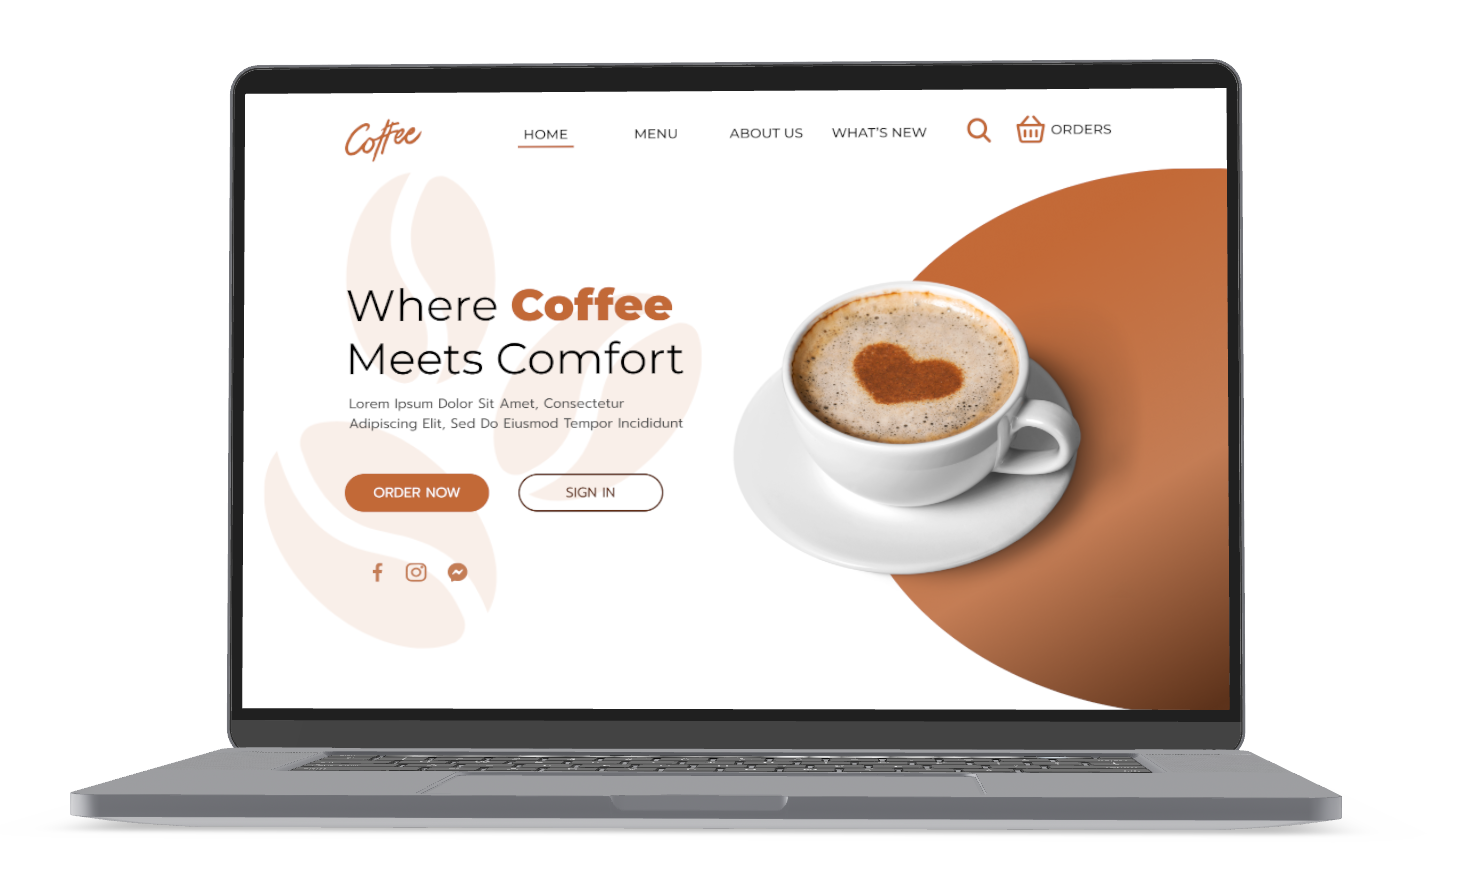 Coffee
HOME
MENU
ABOUT US
WHAT'S NEW
ORDERS
Where Coffee
Meets Comfort
Lorem Ipsum Dolor Sit Amet, Consectetur
Adipiscing Elit, Sed Do Eiusmod Tempor Incididunt
ORDER NOW
SIGN IN